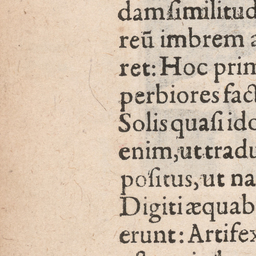 damſimilitud
reū imbrem a
ret: Hoc prim
perbiores fact
Solis quaſi ido
enim, ut tradu
poſitus, ut na
Digiti æquab
erunt: Artifex